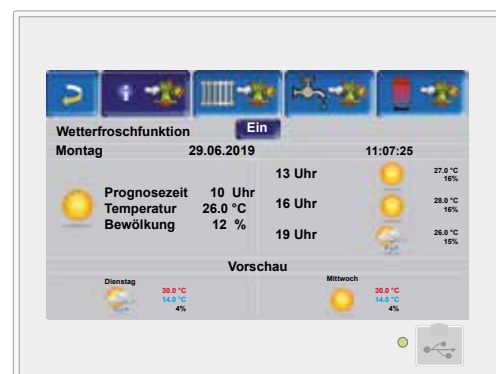 Wetterfroschfunktion Ein
Montag 29.06.2019 11:07:25
Prognosezeit 10 Uhr
Temperatur 26.0 °C
Bewölkung 12 %
13 Uhr 27.0 °C
16%
16 Uhr 28.0 °C
16%
19 Uhr 26.0 °C
15%
Vorschau
Dienstag
30.0 °C
14.0 °C
4%
Mittwoch
30.0 °C
14.0 °C
4%